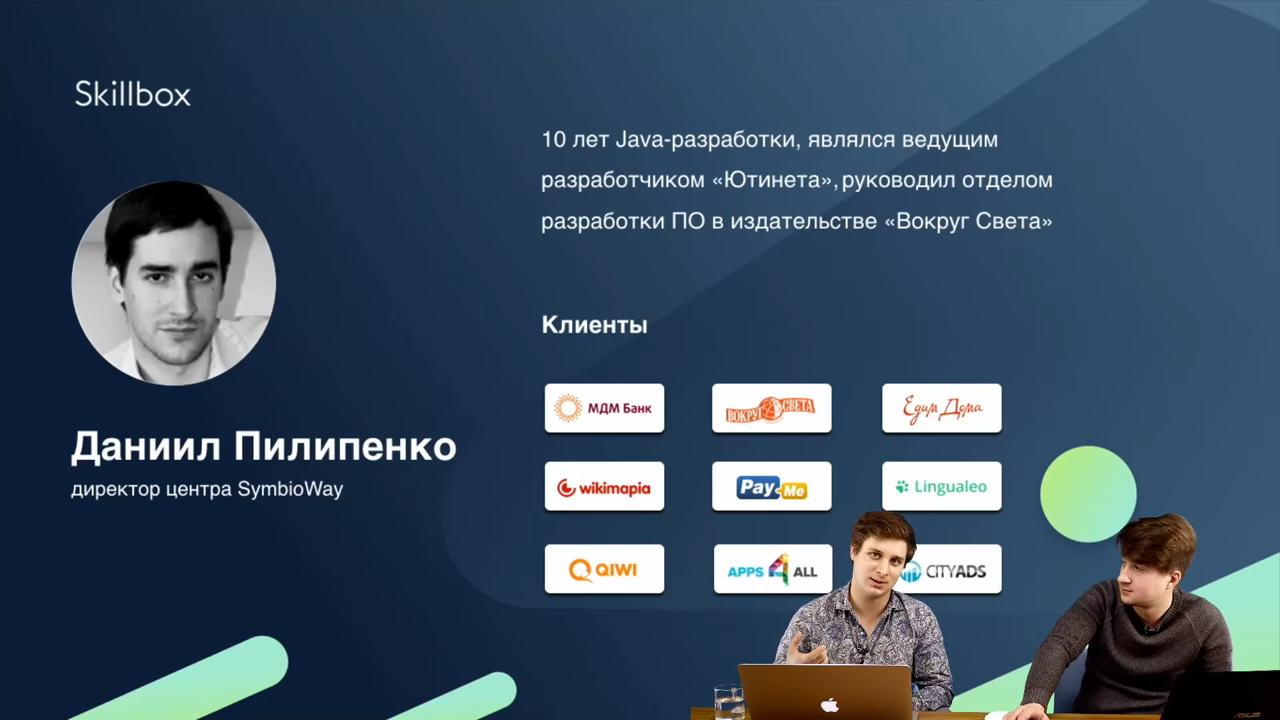 Skillbox
10 лет Java-разработки, являлся ведущим
разработчиком «Ютинета», руководил отделом
разработки ПО в издательстве «Вокруг Света»
Клиенты
МДМ Банк
ВОКРУГ СВЕТА
Едим Дома
wikimapia
Pay-Me
Lingualeo
QIWI
APPS 4 ALL
CITYADS
Даниил Пилипенко
директор центра SymbioWay
ASUS